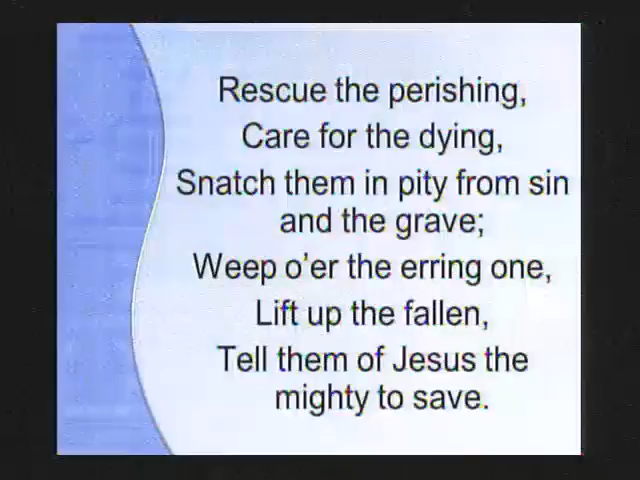 Rescue the perishing,
Care for the dying,
Snatch them in pity from sin
and the grave;
Weep o'er the erring one,
Lift up the fallen,
Tell them of Jesus the
mighty to save.